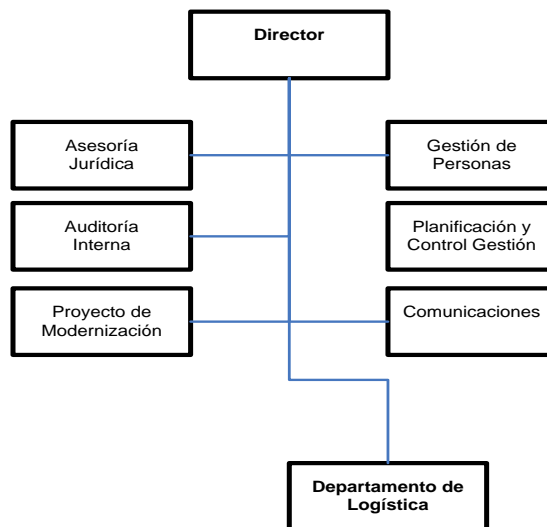 Director
Asesoría
Jurídica
Gestión de
Personas
Auditoría
Interna
Planificación y
Control Gestión
Proyecto de
Modernización
Comunicaciones
Departamento de
Logística